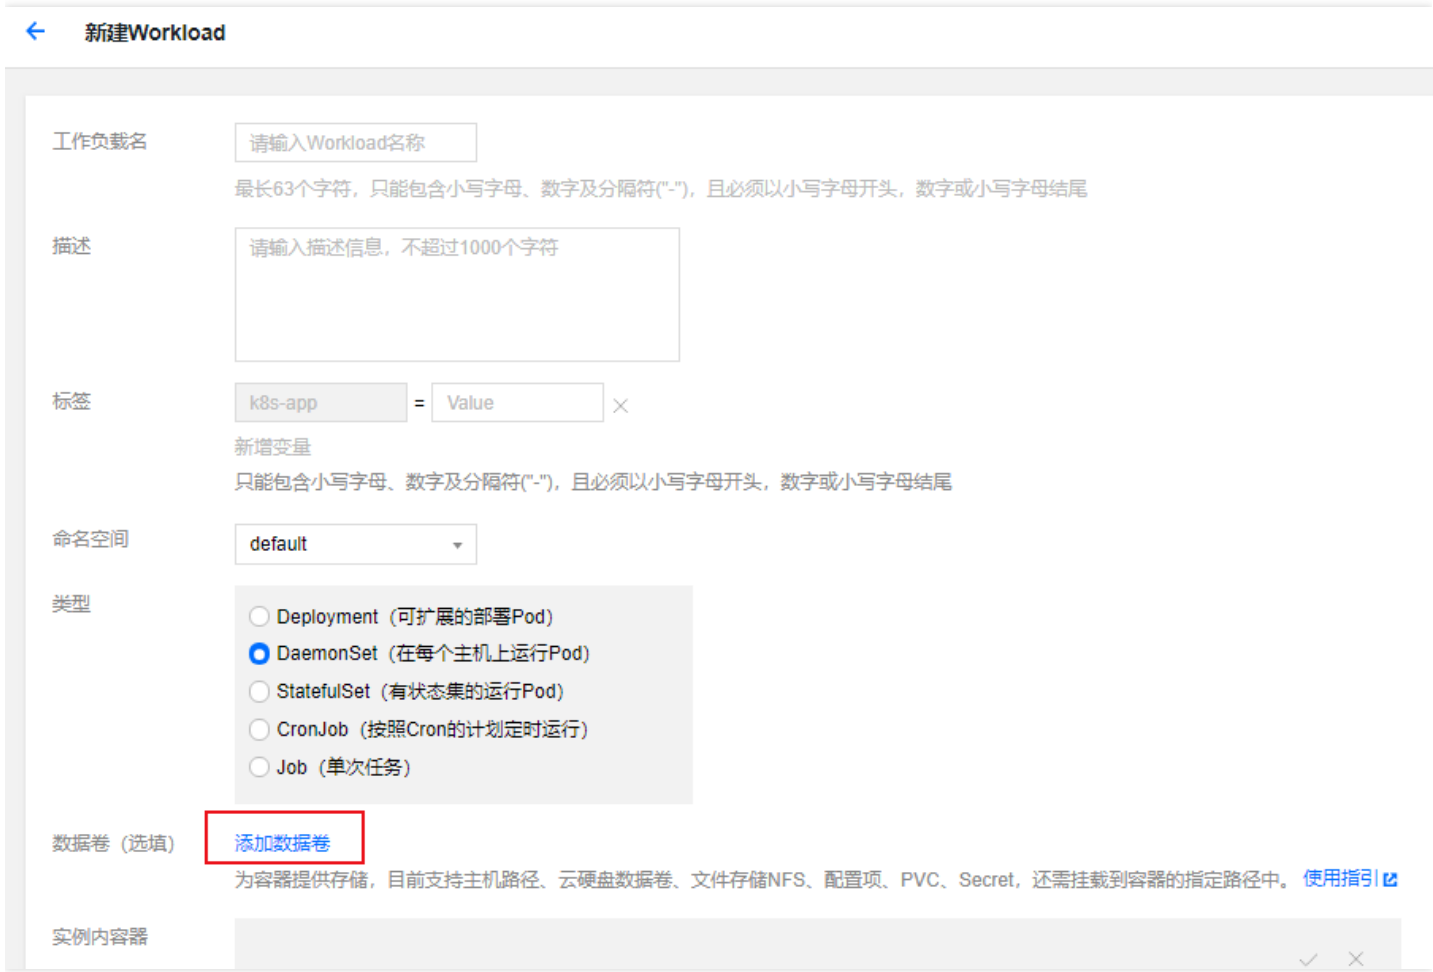 新建Workload
工作负载名
请输入Workload名称
最长63个字符，只能包含小写字母、数字及分隔符("-")，且必须以小写字母开头，数字或小写字母结尾
描述
请输入描述信息，不超过1000个字符
标签
k8s-app = Value
新增变量
只能包含小写字母、数字及分隔符("-")，且必须以小写字母开头，数字或小写字母结尾
命名空间
default
类型
Deployment（可扩展的部署Pod）
DaemonSet（在每个主机上运行Pod）
StatefulSet（有状态集的运行Pod）
CronJob（按照Cron的计划定时运行）
Job（单次任务）
数据卷（选填）
添加数据卷
为容器提供存储，目前支持主机路径、云硬盘数据卷、文件存储NFS、配置项、PVC、Secret，还需挂载到容器的指定路径中。使用指引
实例内容器